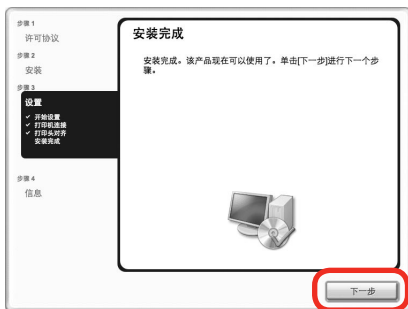 步骤 1
许可协议
步骤 2
安装
步骤 3
设置
开始设置
打印机连接
打印头对齐
安装完成
步骤 4
信息
安装完成
安装完成。该产品现在可以使用了。单击[下一步]进行下一个步
骤。
下一步